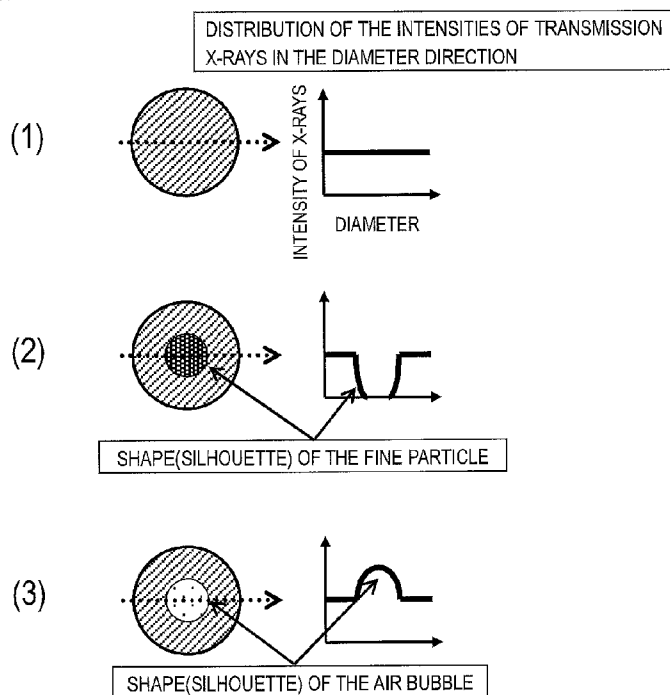 DISTRIBUTION OF THE INTENSITIES OF TRANSMISSION
X-RAYS IN THE DIAMETER DIRECTION
(1)
INTENSITY OF X-RAYS
DIAMETER
(2)
SHAPE(SILHOUETTE) OF THE FINE PARTICLE
(3)
SHAPE(SILHOUETTE) OF THE AIR BUBBLE